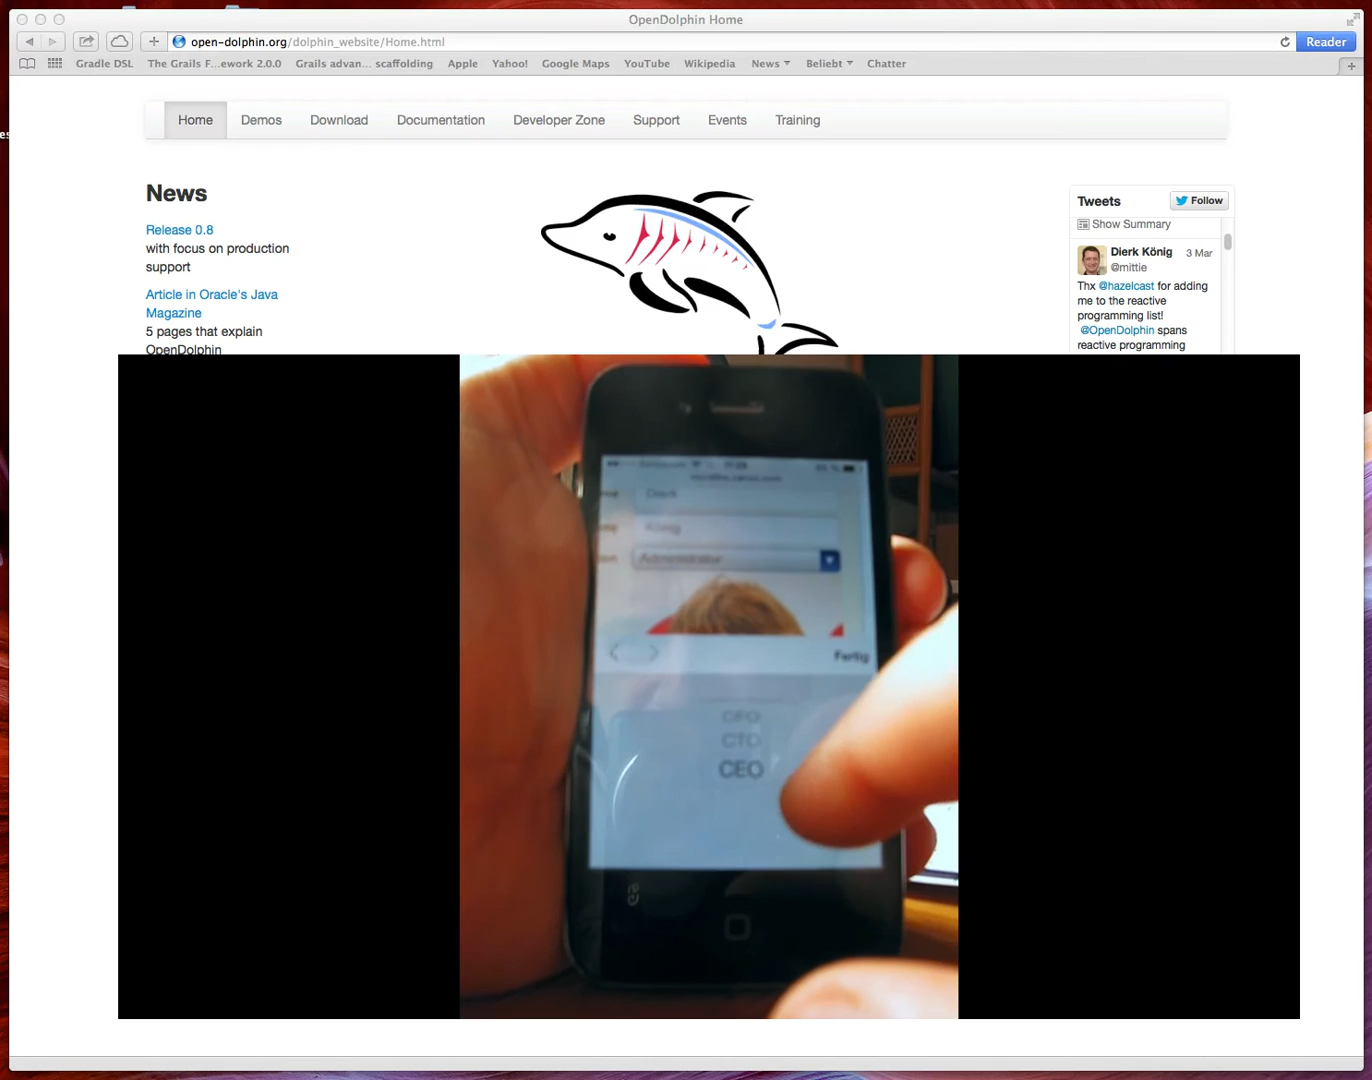 OpenDolphin Home
open-dolphin.org/dolphin_website/Home.html
Reader
Gradle DSL
The Grails F...ework 2.0.0
Grails advan... scaffolding
Apple
Yahoo!
Google Maps
YouTube
Wikipedia
News
Beliebt
Chatter
Home
Demos
Download
Documentation
Developer Zone
Support
Events
Training
News
Release 0.8
with focus on production
support
Article in Oracle's Java
Magazine
5 pages that explain
OpenDolphin
Tweets
Follow
Show Summary
Dierk König
3 Mar
@mittie
Thx @hazelcast for adding
me to the reactive
programming list!
@OpenDolphin spans
reactive programming
Dierk
König
Administrator
Fertig
CFO
CTO
CEO